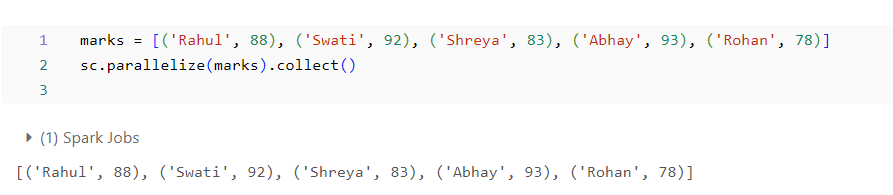 1 marks = [('Rahul', 88), ('Swati', 92), ('Shreya', 83), ('Abhay', 93), ('Rohan', 78)]
2 sc.parallelize(marks).collect()
3
(1) Spark Jobs
[('Rahul', 88), ('Swati', 92), ('Shreya', 83), ('Abhay', 93), ('Rohan', 78)]